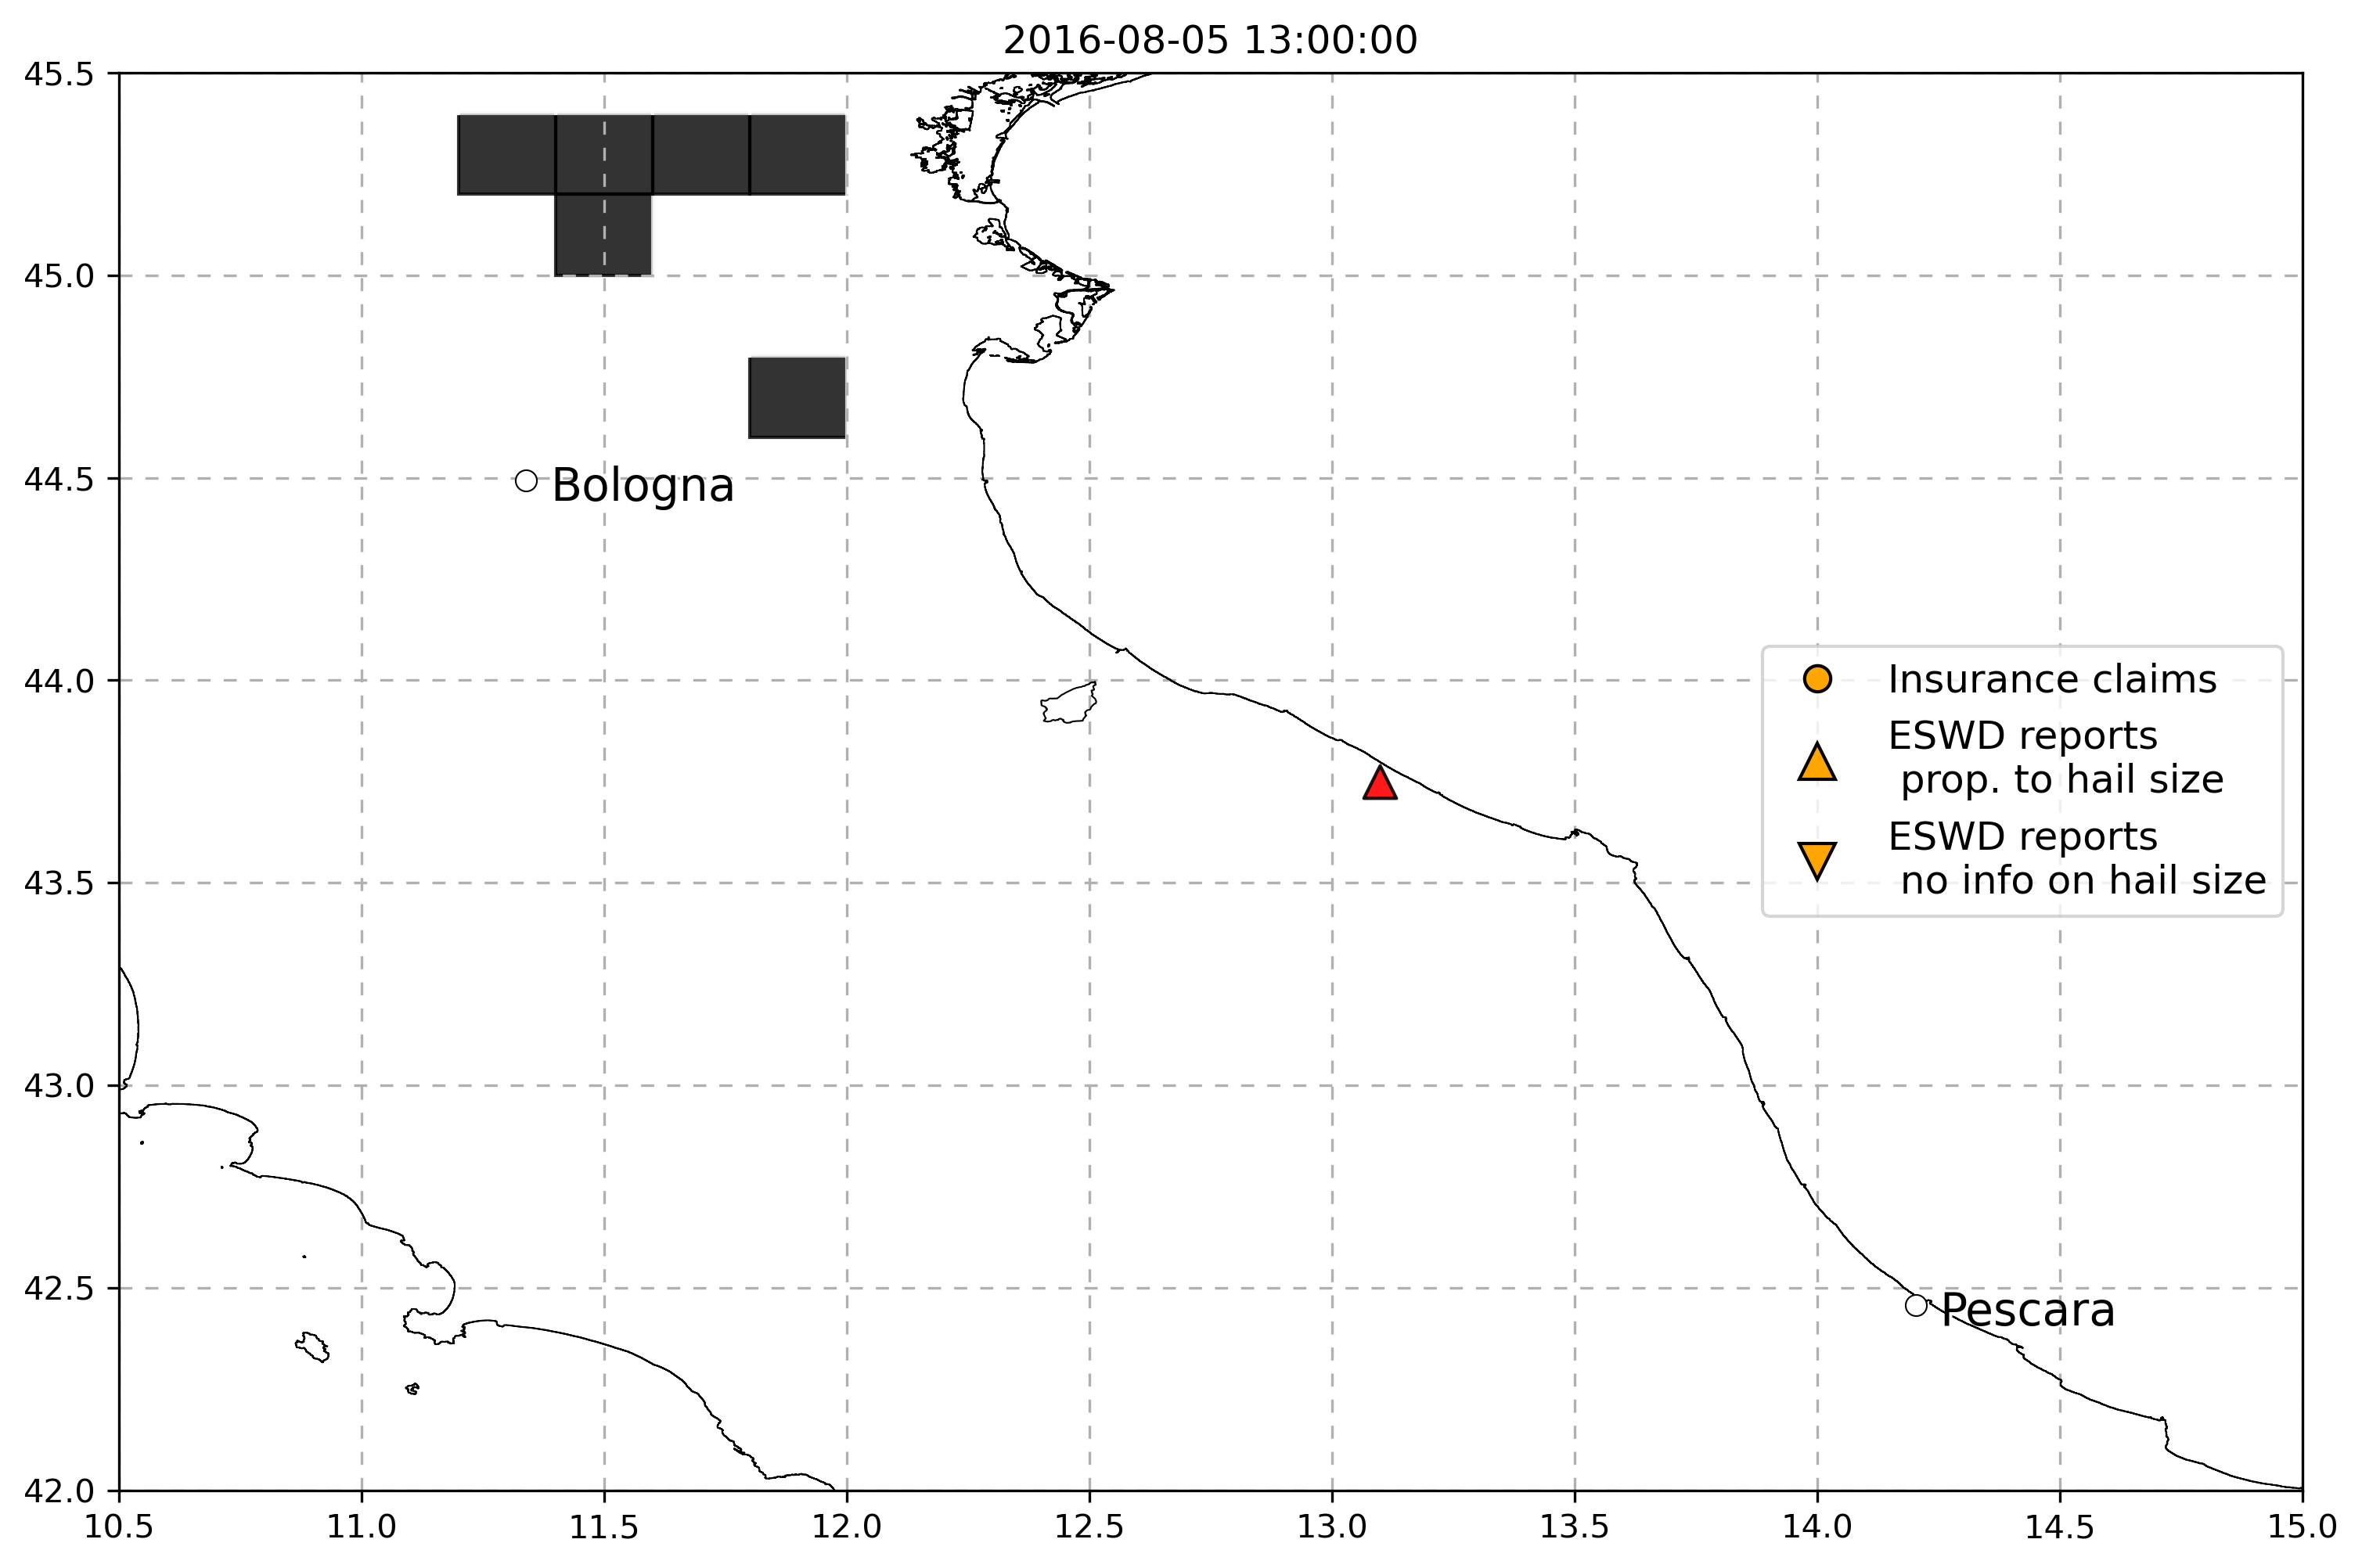 2016-08-05 13:00:00
45.5
45.0
44.5
44.0
43.5
43.0
42.5
42.0
Bologna
Insurance claims
ESWD reports
prop. to hail size
ESWD reports
no info on hail size
Pescara
10.5 11.0 11.5 12.0 12.5 13.0 13.5 14.0 14.5 15.0